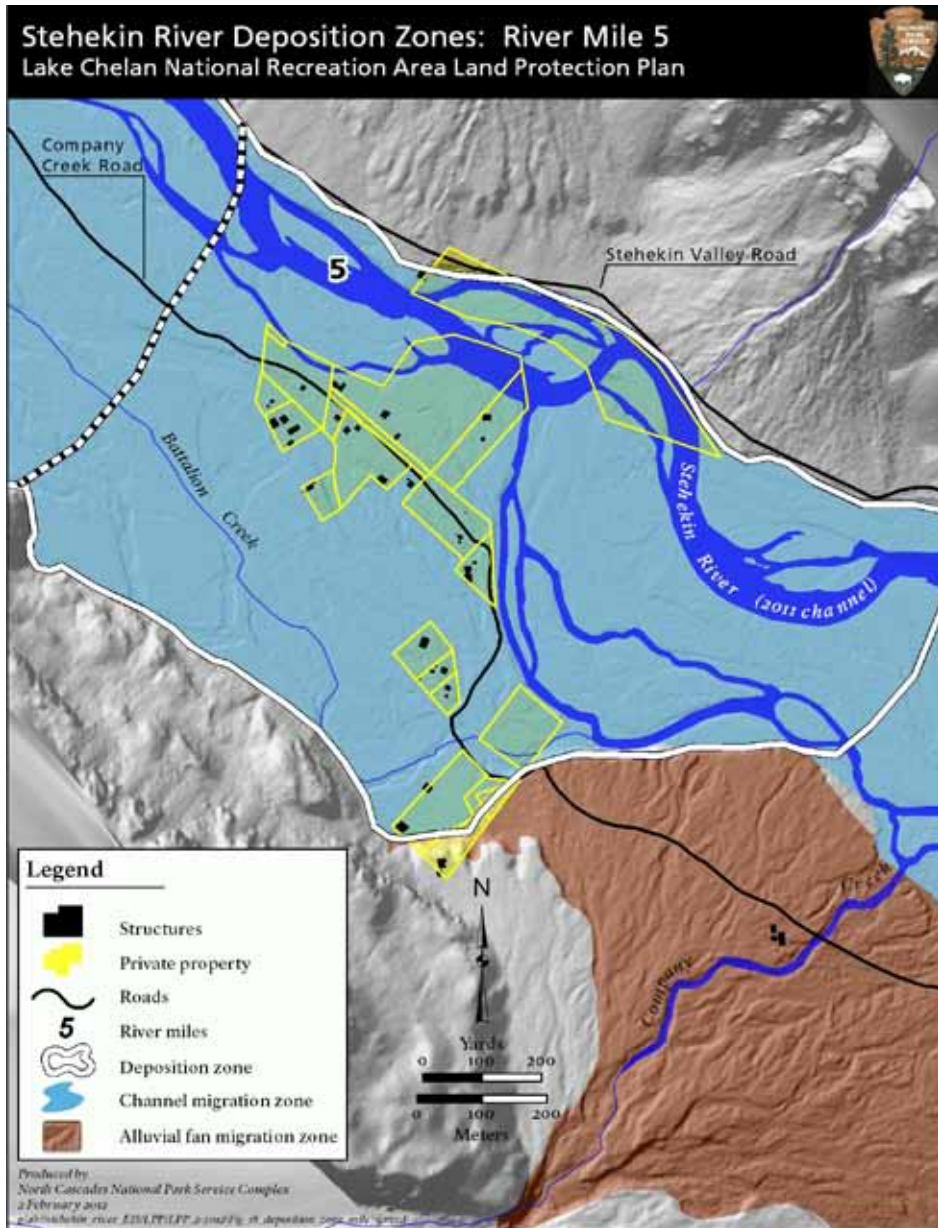 Stehekin River Deposition Zones: River Mile 5
Lake Chelan National Recreation Area Land Protection Plan
Company
Creek Road
5
Stehekin Valley Road
Battalion
Creek
Stehekin
River
(2011 channel)
Creek
Company
Legend
Structures
Private property
Roads
5
River miles
Deposition zone
Channel migration zone
Alluvial fan migration zone
N
Yards
0 100 200
0 100 200
Meters
Produced by
North Cascades National Park Service Complex
2 February 2012